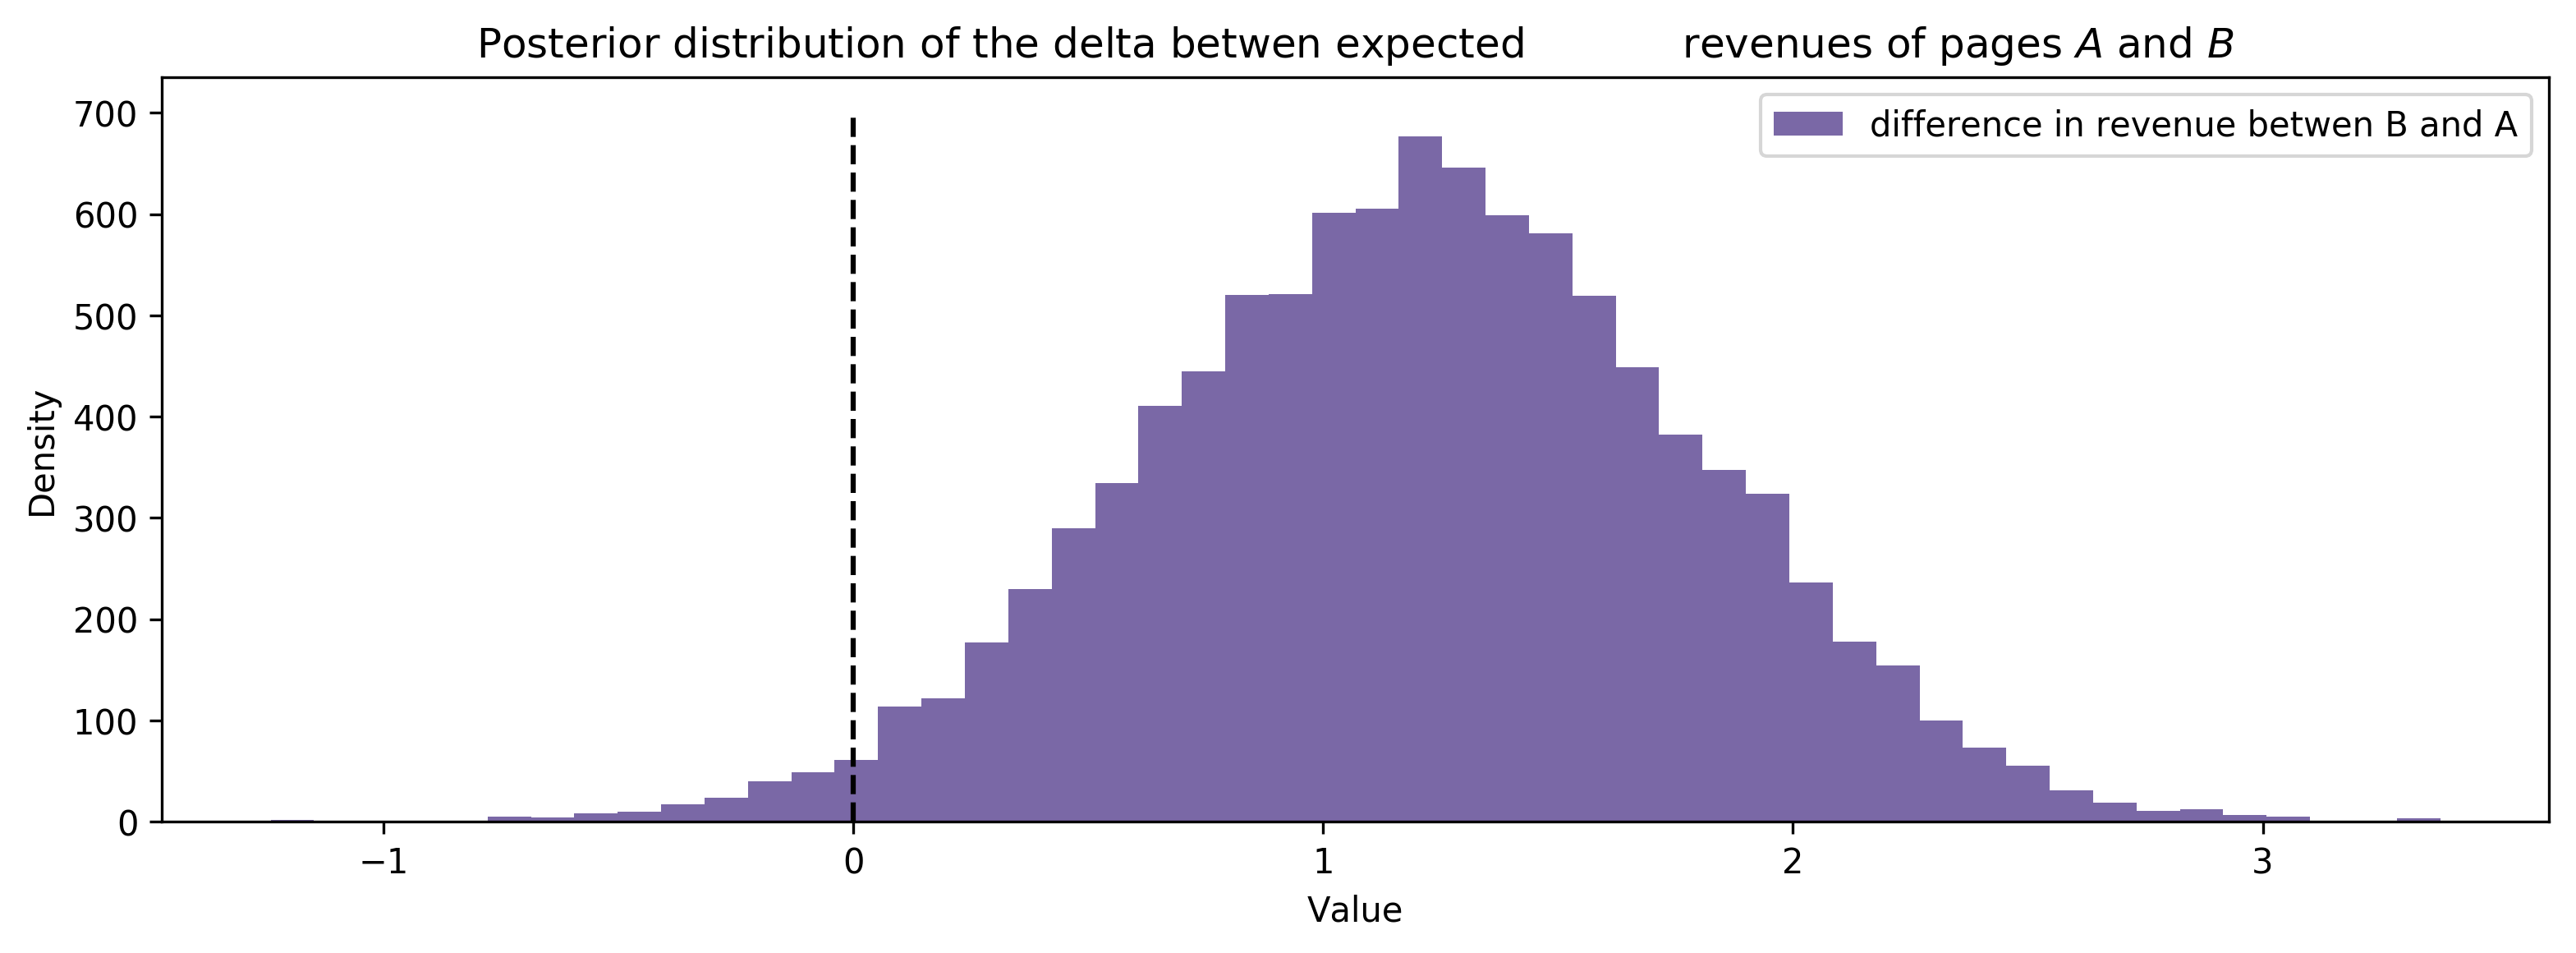 Posterior distribution of the delta betwen expected revenues of pages A and B
difference in revenue betwen B and A
Density
700
600
500
400
300
200
100
0
−1 0 1 2 3
Value